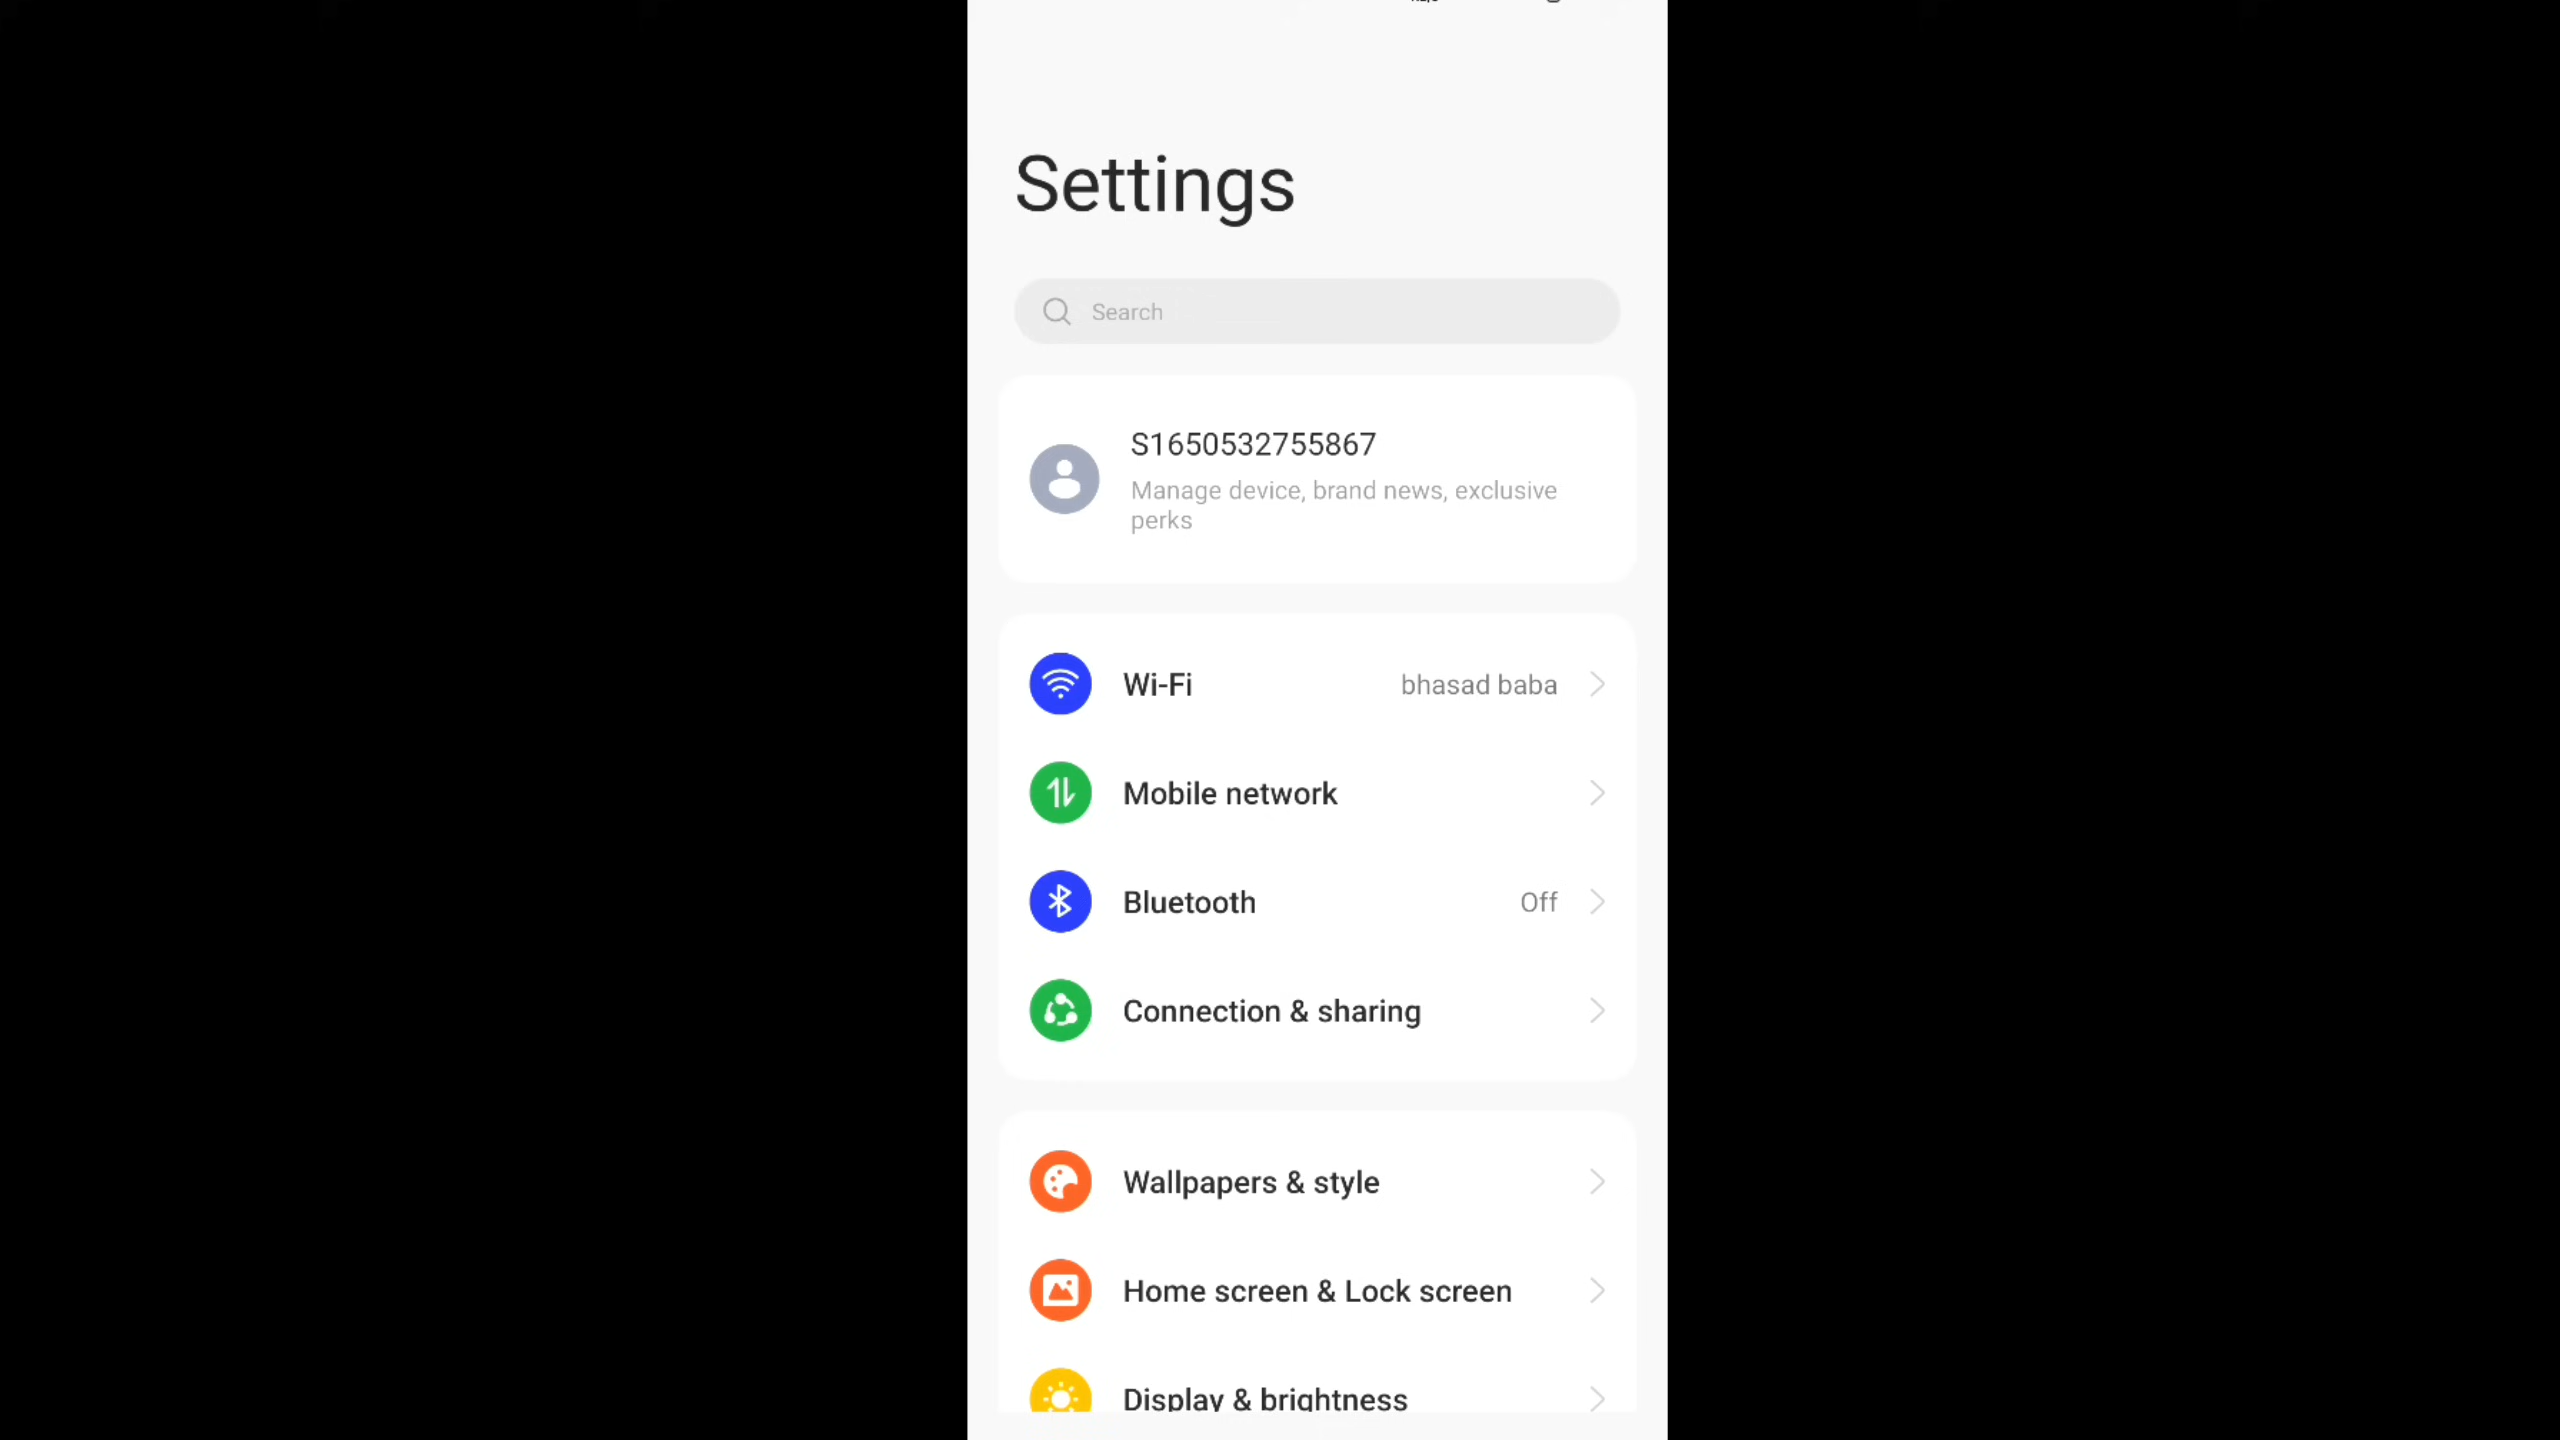 Settings
Search
S1650532755867
Manage device, brand news, exclusive
perks
Wi-Fi bhasad baba
Mobile network
Bluetooth Off
Connection & sharing
Wallpapers & style
Home screen & Lock screen
Display & brightness